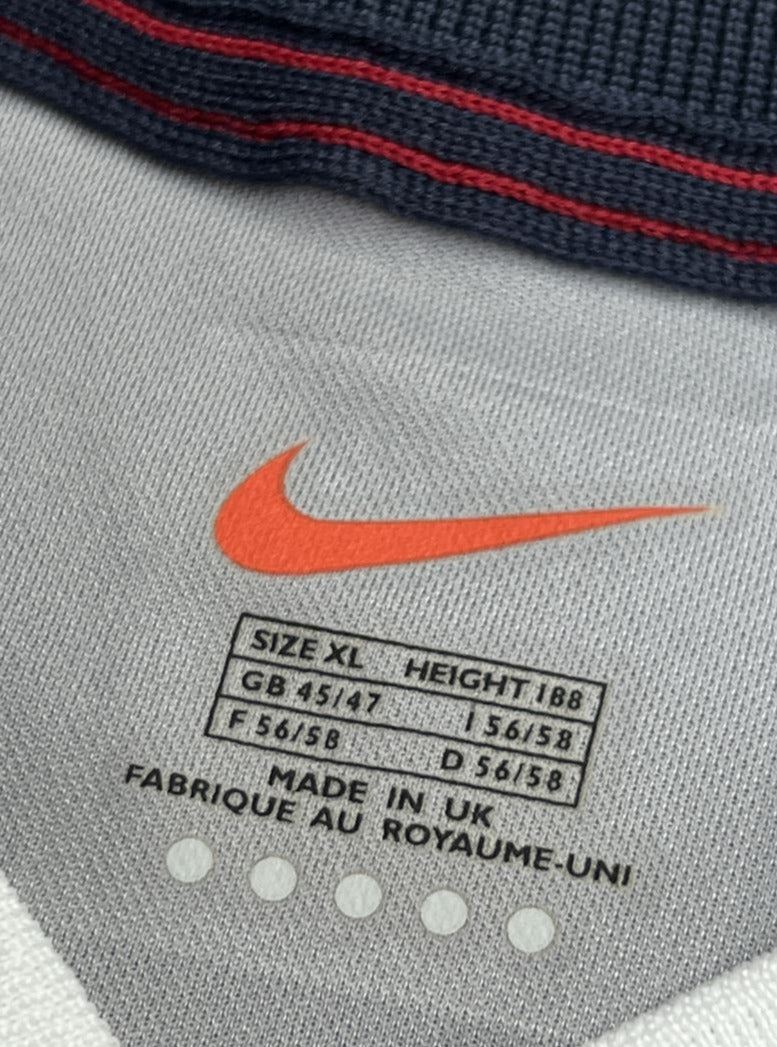 SIZE XL HEIGHT 188
GB 45/47 I 56/58
F 56/58 D 56/58
MADE IN UK
FABRIQUE AU ROYAUME-UNI